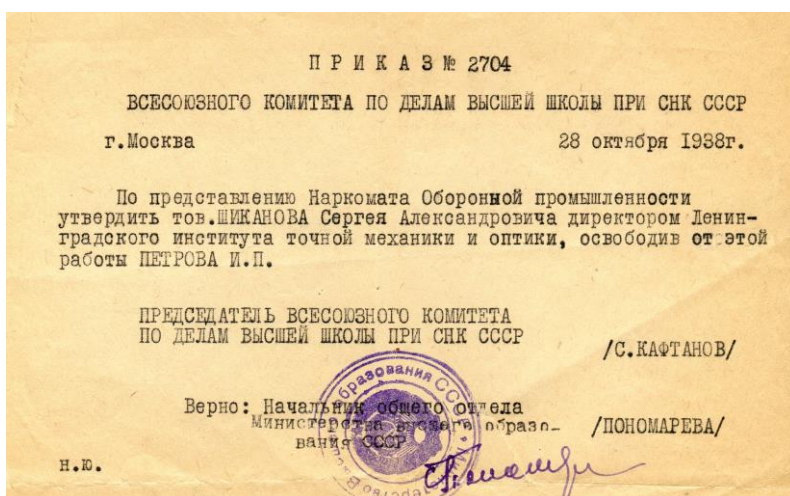 ПРИКАЗ № 2704
ВСЕСОЮЗНОГО КОМИТЕТА ПО ДЕЛАМ ВЫСШЕЙ ШКОЛЫ ПРИ СНК СССР
г.Москва 28 октября 1938г.
По представлению Наркомата Оборонной промышленности
утвердить тов.ШИКАНОВА Сергея Александровича директором Ленин-
градского института точной механики и оптики, освободив от этой
работы ПЕТРОВА И.П.
ПРЕДСЕДАТЕЛЬ ВСЕСОЮЗНОГО КОМИТЕТА
ПО ДЕЛАМ ВЫСШЕЙ ШКОЛЫ ПРИ СНК СССР
/С.КАФТАНОВ/
Верно: Начальник общего отдела
Министерства высшего образо-
вания СССР
/ПОНОМАРЕВА/
н.ю.
образования СССР